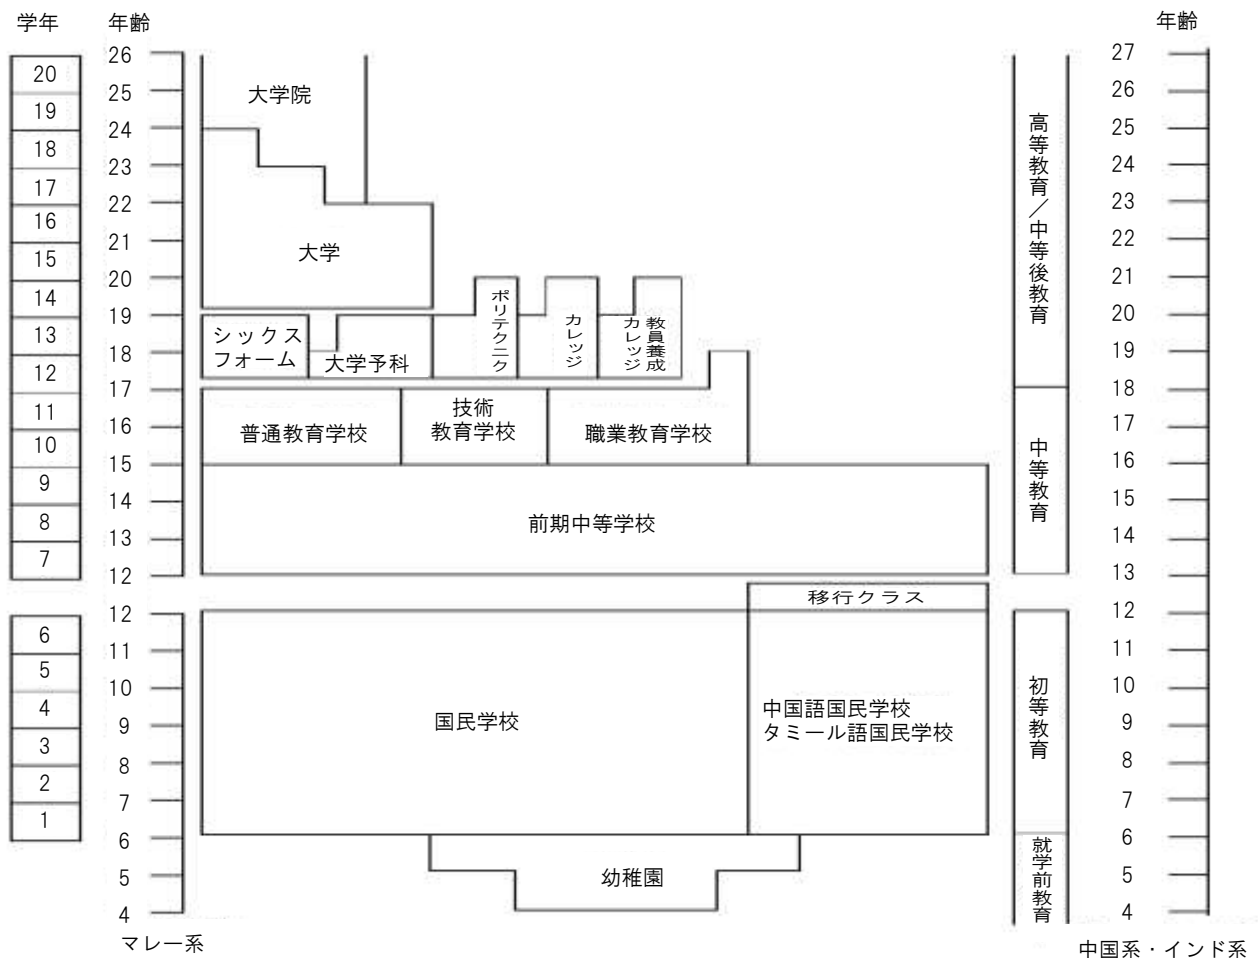 学年
年齢
年齢
20
19
18
17
16
15
14
13
12
11
10
9
8
7
6
5
4
3
2
1
26
25
24
23
22
21
20
19
18
17
16
15
14
13
12
12
11
10
9
8
7
6
5
4
マレー系
大学院
大学
シックス
フォーム
大学予科
ポリテクニク
カレッジ
教員養成
カレッジ
普通教育学校
技術
教育学校
職業教育学校
前期中等学校
移行クラス
国民学校
中国語国民学校
タミール語国民学校
幼稚園
高等教育/中等後教育
中等教育
初等教育
就学前教育
27
26
25
24
23
22
21
20
19
18
17
16
15
14
13
12
11
10
9
8
7
6
5
4
中国系・インド系